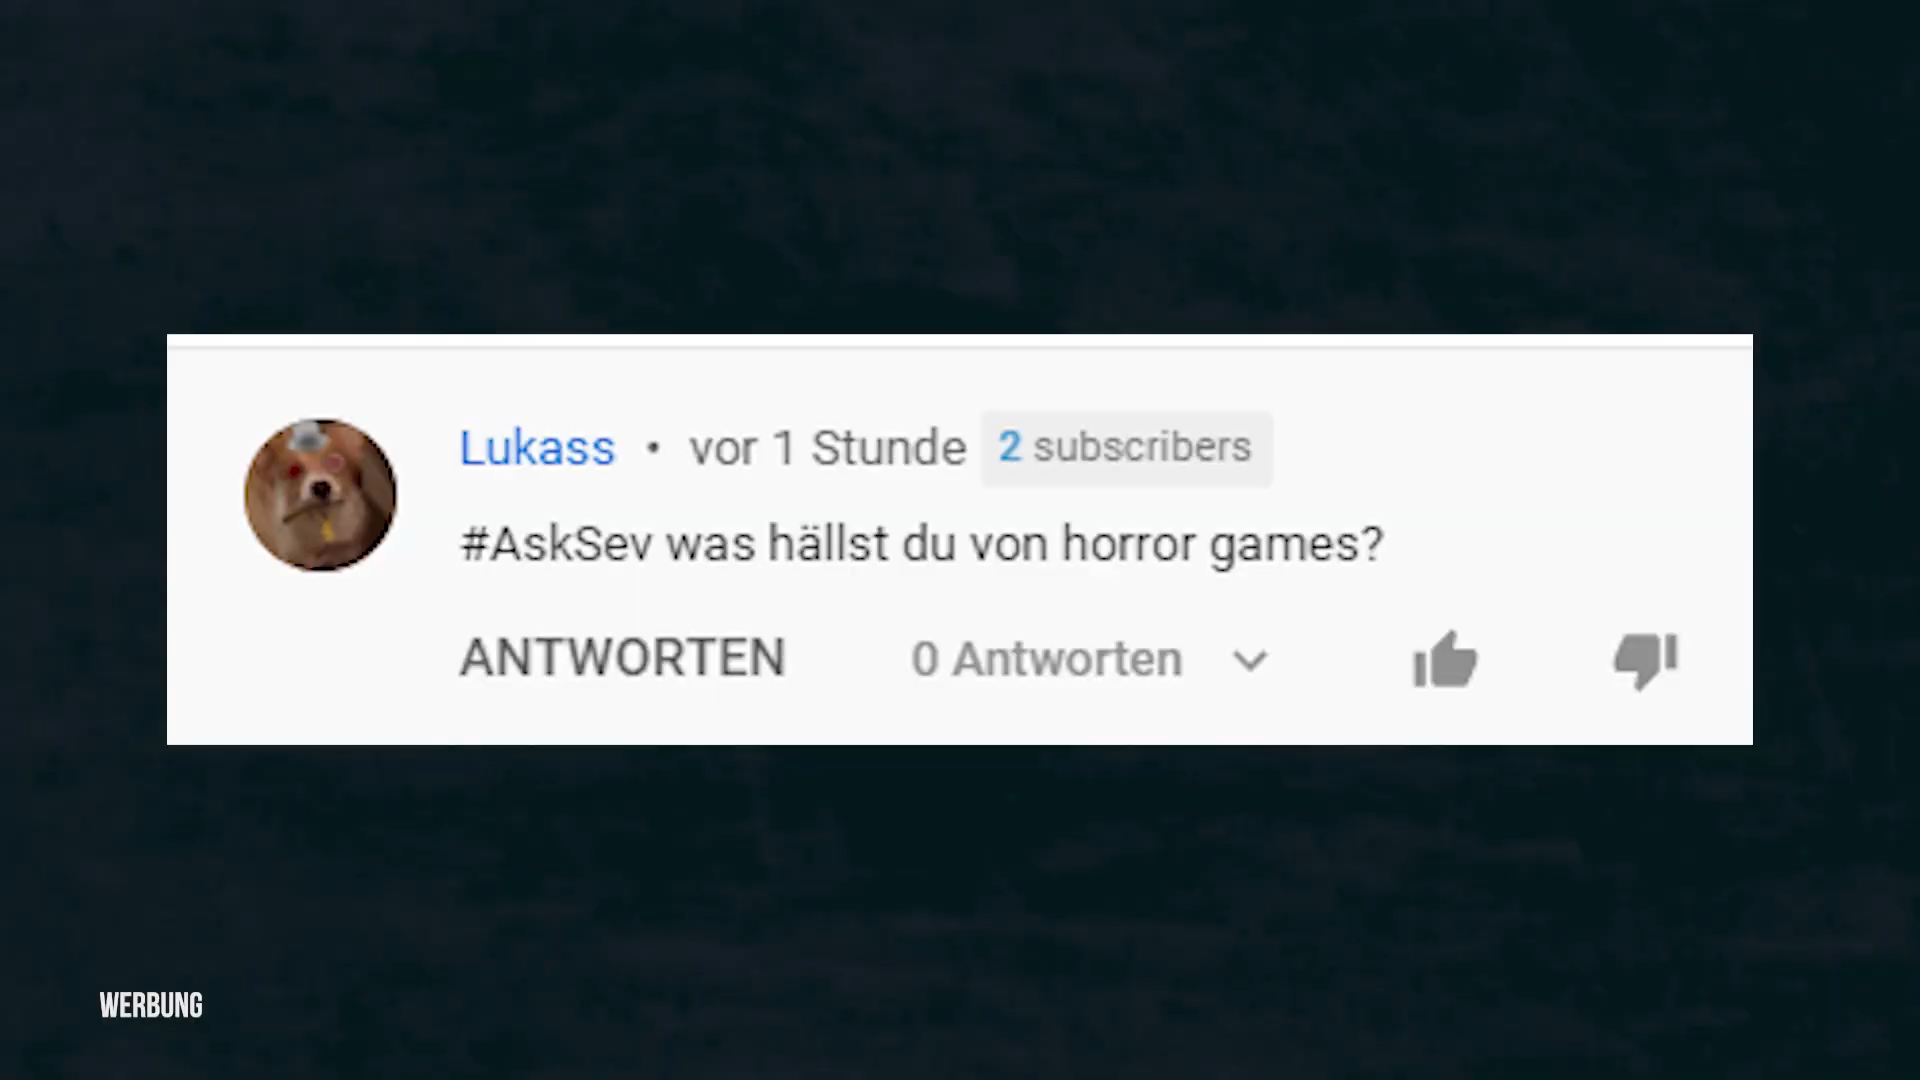 Lukass • vor 1 Stunde 2 subscribers
#AskSev was hällst du von horror games?
ANTWORTEN 0 Antworten
WERBUNG